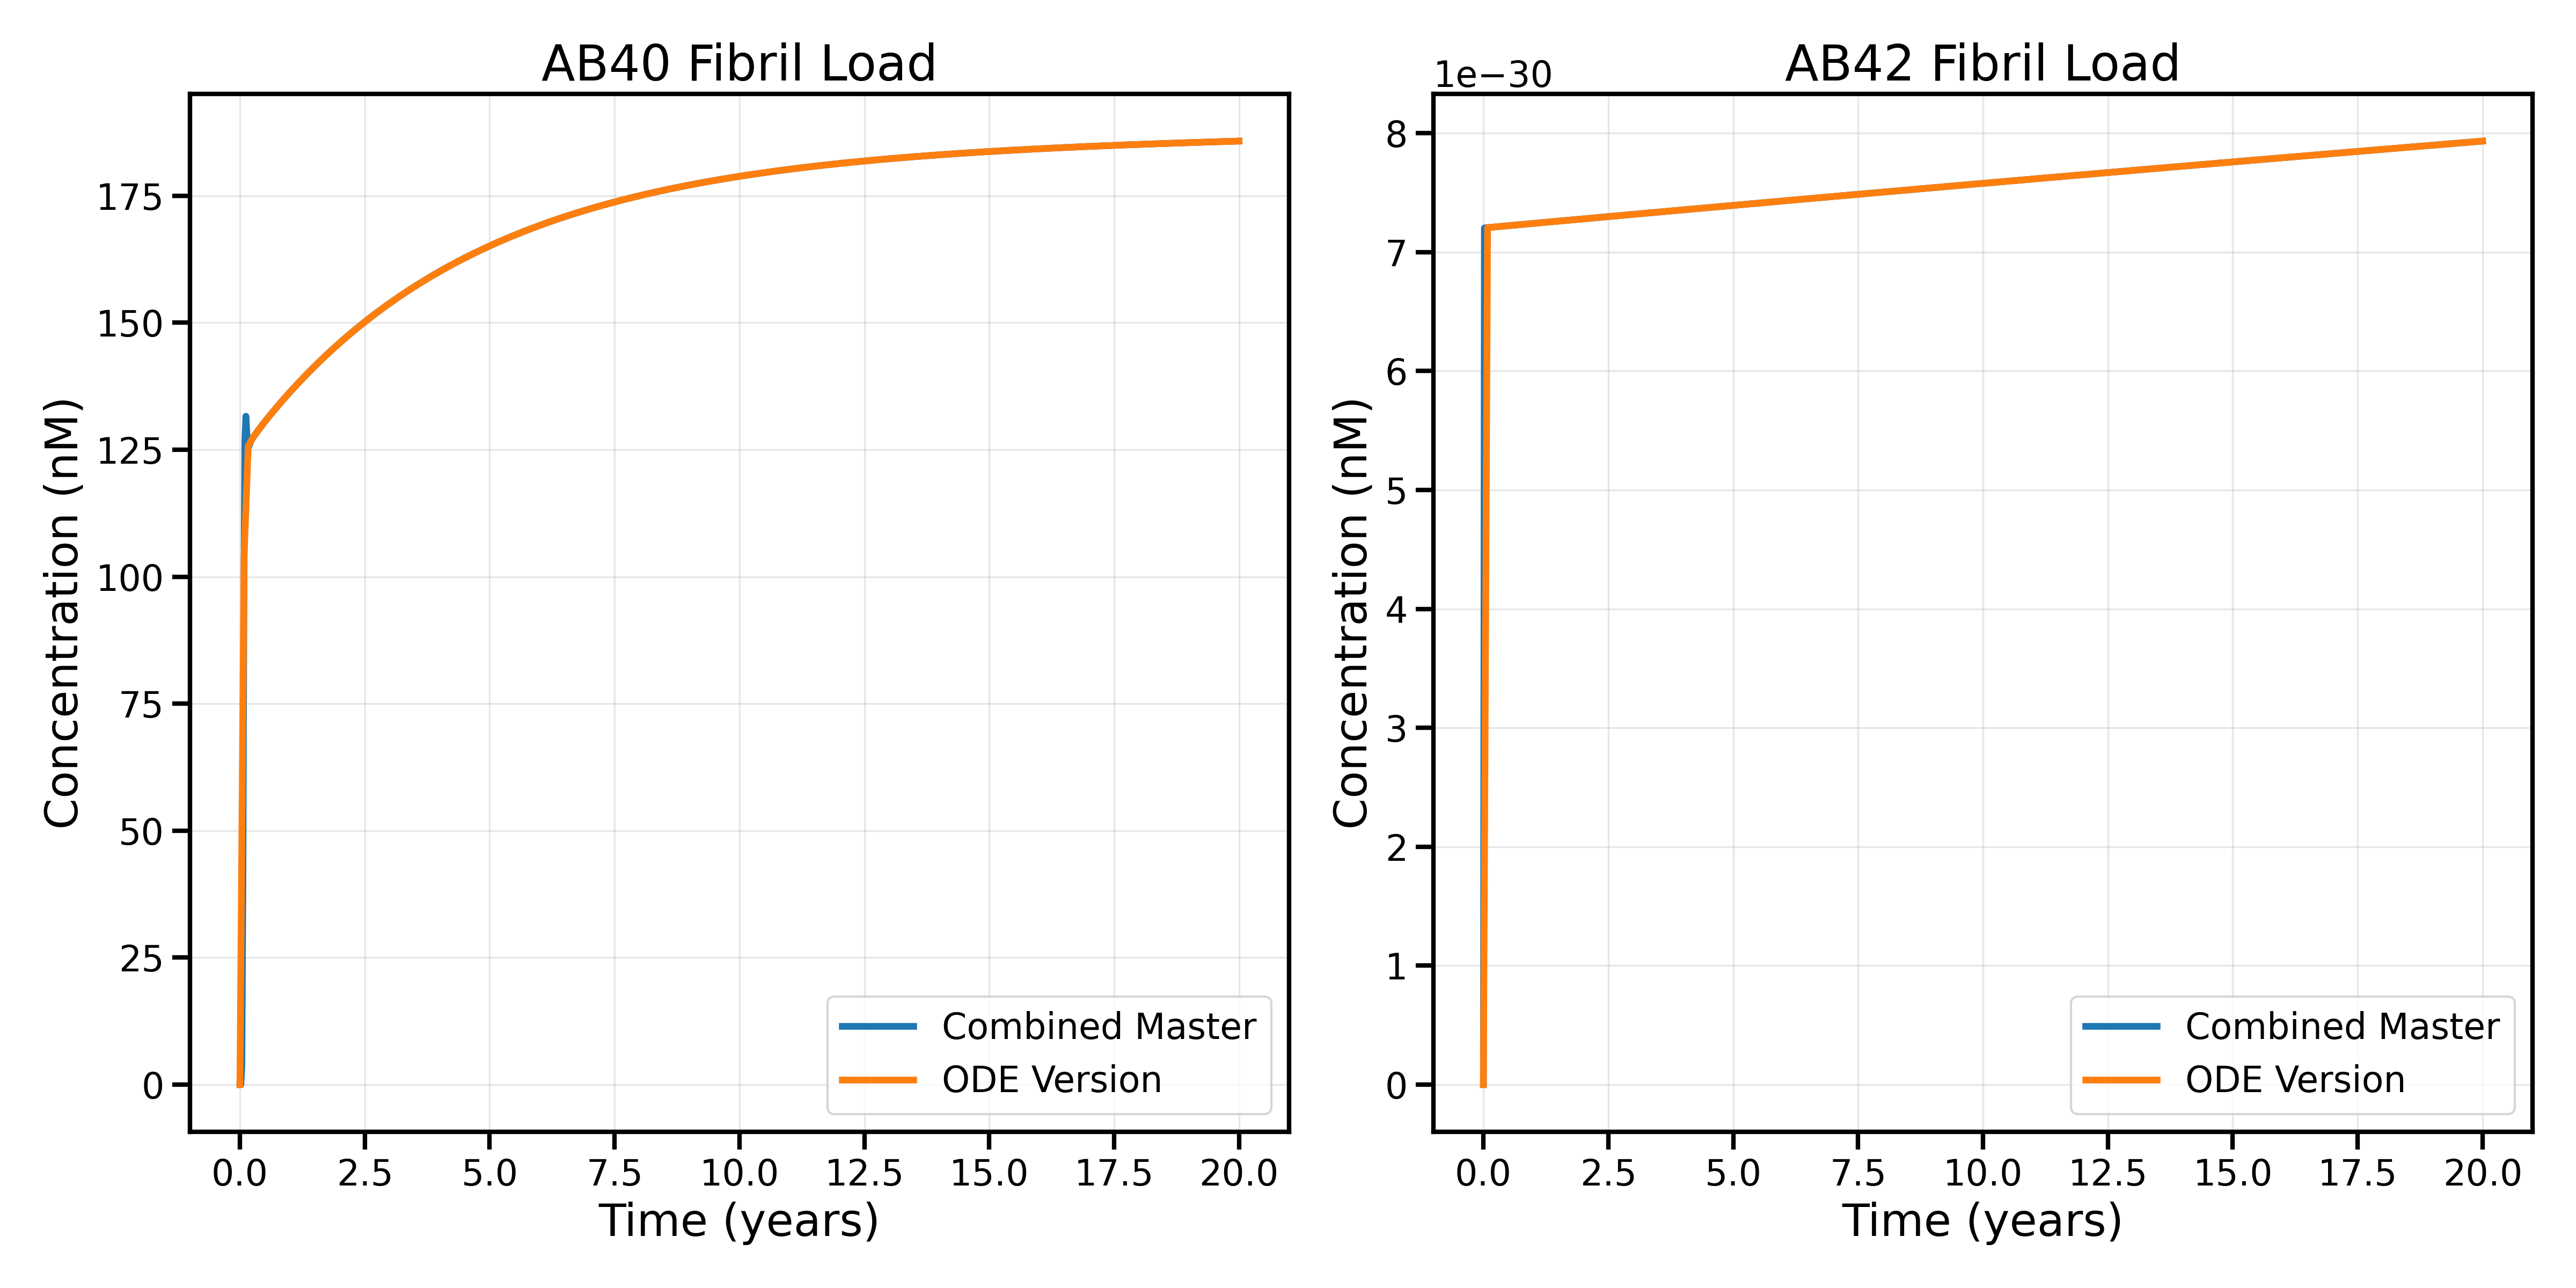 AB40 Fibril Load
Concentration (nM)
175
150
125
100
75
50
25
0
0.0 2.5 5.0 7.5 10.0 12.5 15.0 17.5 20.0
Time (years)
Combined Master
ODE Version
AB42 Fibril Load
1e−30
Concentration (nM)
8
7
6
5
4
3
2
1
0
0.0 2.5 5.0 7.5 10.0 12.5 15.0 17.5 20.0
Time (years)
Combined Master
ODE Version